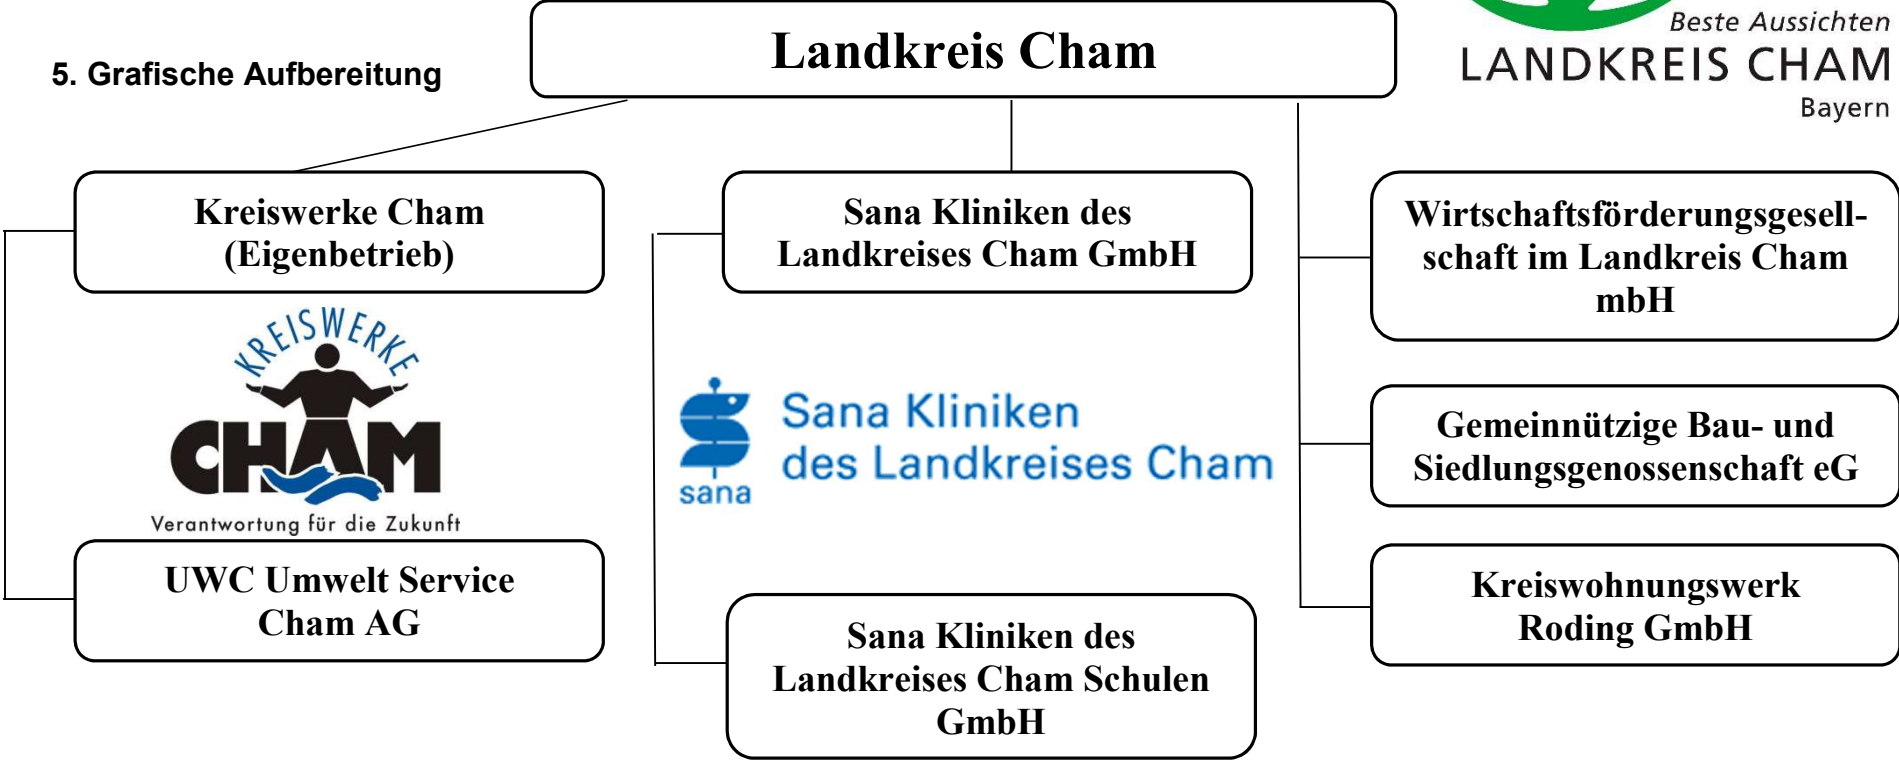 5. Grafische Aufbereitung
Landkreis Cham
Beste Aussichten
LANDKREIS CHAM
Bayern
Kreiswerke Cham
(Eigenbetrieb)
Sana Kliniken des
Landkreises Cham GmbH
Wirtschaftsförderungsgesell-
schaft im Landkreis Cham
mbH
KREISWERKE
CHAM
Verantwortung für die Zukunft
Sana Kliniken
des Landkreises Cham
sana
Gemeinnützige Bau- und
Siedlungsgenossenschaft eG
UWC Umwelt Service
Cham AG
Sana Kliniken des
Landkreises Cham Schulen
GmbH
Kreiswohnungswerk
Roding GmbH